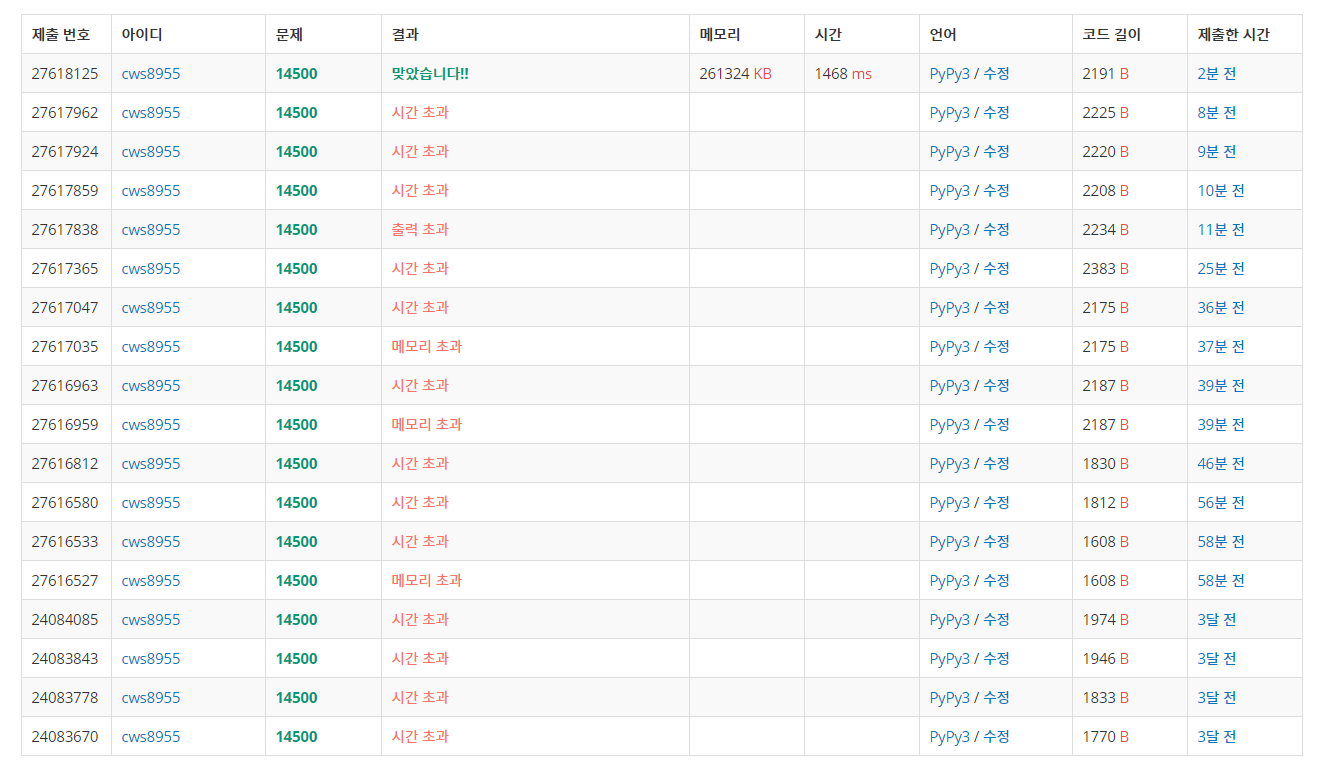 제출 번호 아이디 문제 결과 메모리 시간 언어 코드 길이 제출한 시간
27618125 cws8955 14500 맞았습니다!! 261324 KB 1468 ms PyPy3 / 수정 2191 B 2분 전
27617962 cws8955 14500 시간 초과 PyPy3 / 수정 2225 B 8분 전
27617924 cws8955 14500 시간 초과 PyPy3 / 수정 2220 B 9분 전
27617859 cws8955 14500 시간 초과 PyPy3 / 수정 2208 B 10분 전
27617838 cws8955 14500 출력 초과 PyPy3 / 수정 2234 B 11분 전
27617365 cws8955 14500 시간 초과 PyPy3 / 수정 2383 B 25분 전
27617047 cws8955 14500 시간 초과 PyPy3 / 수정 2175 B 36분 전
27617035 cws8955 14500 메모리 초과 PyPy3 / 수정 2175 B 37분 전
27616963 cws8955 14500 시간 초과 PyPy3 / 수정 2187 B 39분 전
27616959 cws8955 14500 메모리 초과 PyPy3 / 수정 2187 B 39분 전
27616812 cws8955 14500 시간 초과 PyPy3 / 수정 1830 B 46분 전
27616580 cws8955 14500 시간 초과 PyPy3 / 수정 1812 B 56분 전
27616533 cws8955 14500 시간 초과 PyPy3 / 수정 1608 B 58분 전
27616527 cws8955 14500 메모리 초과 PyPy3 / 수정 1608 B 58분 전
24084085 cws8955 14500 시간 초과 PyPy3 / 수정 1974 B 3달 전
24083843 cws8955 14500 시간 초과 PyPy3 / 수정 1946 B 3달 전
24083778 cws8955 14500 시간 초과 PyPy3 / 수정 1833 B 3달 전
24083670 cws8955 14500 시간 초과 PyPy3 / 수정 1770 B 3달 전